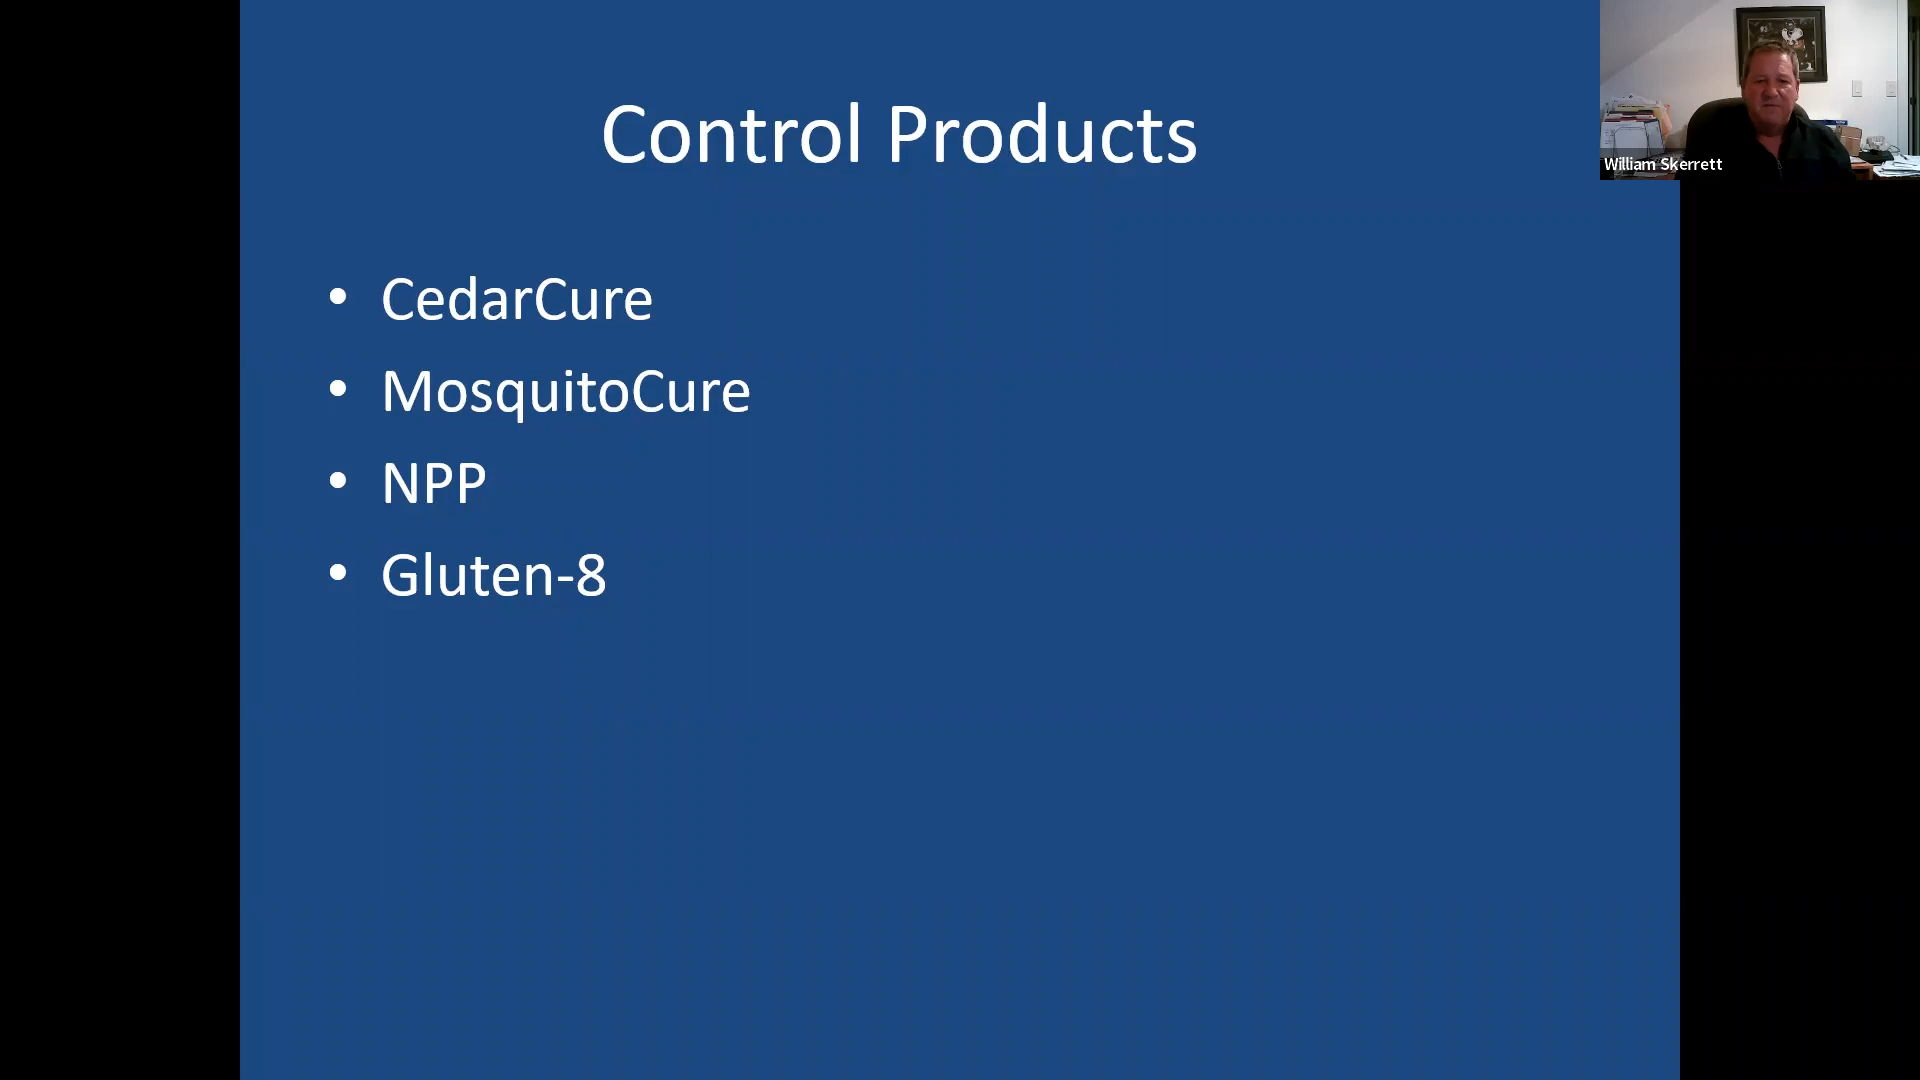 Control Products
• CedarCure
• MosquitoCure
• NPP
• Gluten-8
William Skerrett